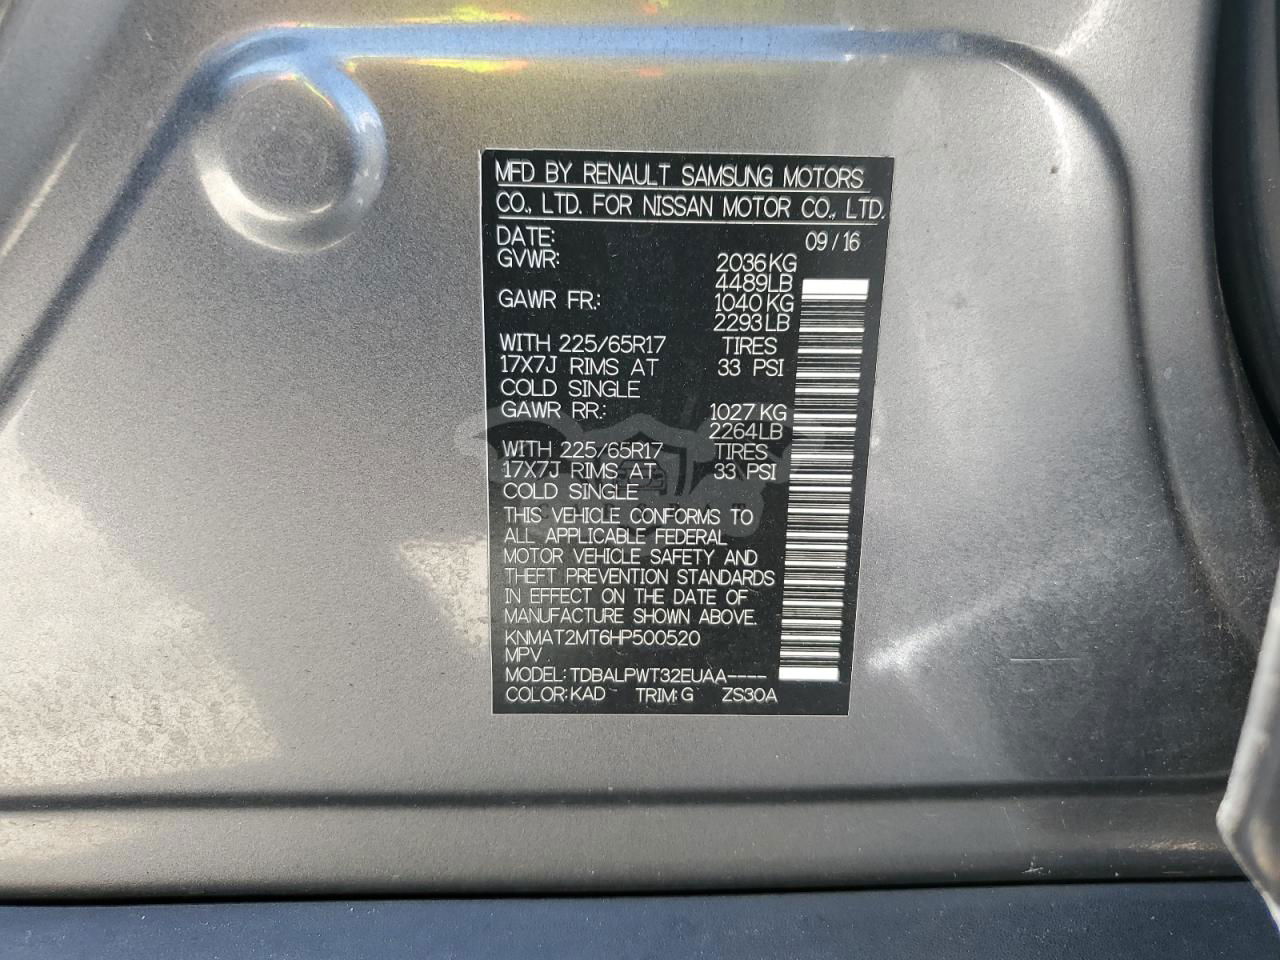 MFD BY RENAULT SAMSUNG MOTORS
CO., LTD. FOR NISSAN MOTOR CO., LTD.
DATE: 09/16
GVWR: 2036KG
4489LB
GAWR FR.: 1040KG
2293LB
WITH 225/65R17 TIRES
17X7J RIMS AT 33 PSI
COLD SINGLE
GAWR RR.: 1027KG
2264LB
WITH 225/65R17 TIRES
17X7J RIMS AT 33 PSI
COLD SINGLE
THIS VEHICLE CONFORMS TO
ALL APPLICABLE FEDERAL
MOTOR VEHICLE SAFETY AND
THEFT PREVENTION STANDARDS
IN EFFECT ON THE DATE OF
MANUFACTURE SHOWN ABOVE.
KNMAT2MT6HP500520
MPV
MODEL: TDBALPWT32EUAA----
COLOR: KAD TRIM: G ZS30A